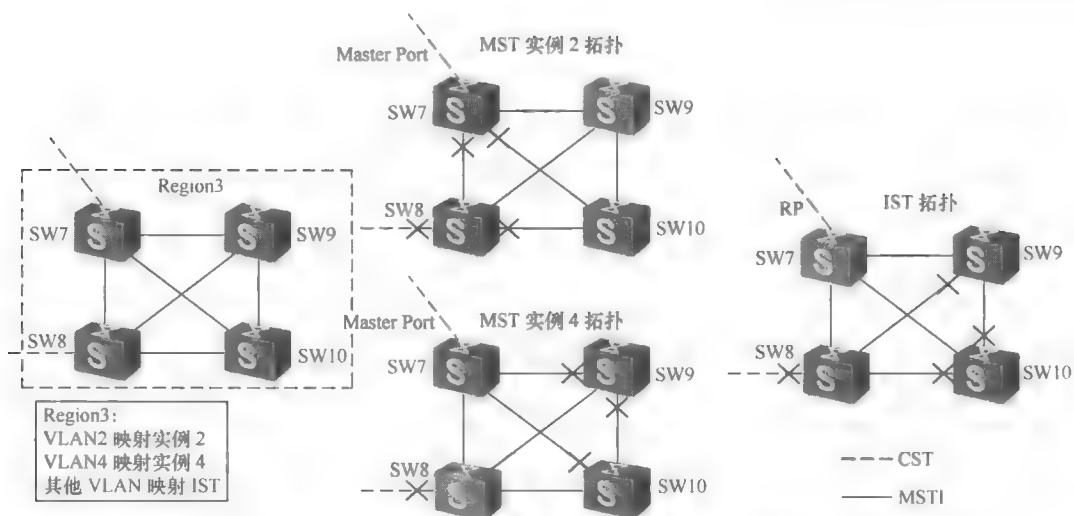 Region3
SW7
SW9
SW8
SW10
Region3:
VLAN2 映射实例 2
VLAN4 映射实例 4
其他 VLAN 映射 IST
MST 实例 2 拓扑
Master Port
SW7
SW9
SW8
SW10
MST 实例 4 拓扑
Master Port
SW7
SW9
SW8
SW10
IST 拓扑
RP
SW7
SW9
SW8
SW10
CST
MSTI